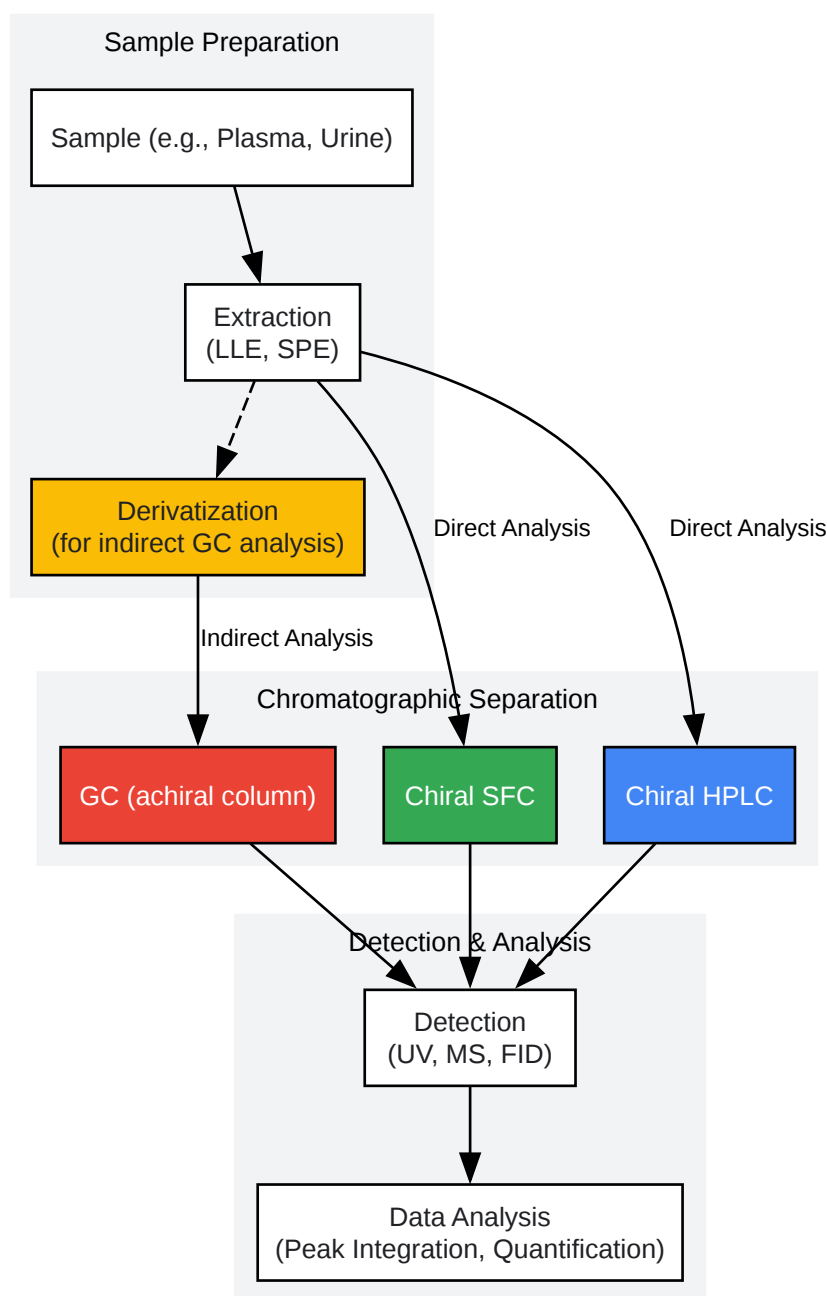 Sample Preparation
Sample (e.g., Plasma, Urine)
Extraction
(LLE, SPE)
Derivatization
(for indirect GC analysis)
Direct Analysis
Direct Analysis
Indirect Analysis
Chromatographic Separation
GC (achiral column)
Chiral SFC
Chiral HPLC
Detection & Analysis
Detection
(UV, MS, FID)
Data Analysis
(Peak Integration, Quantification)